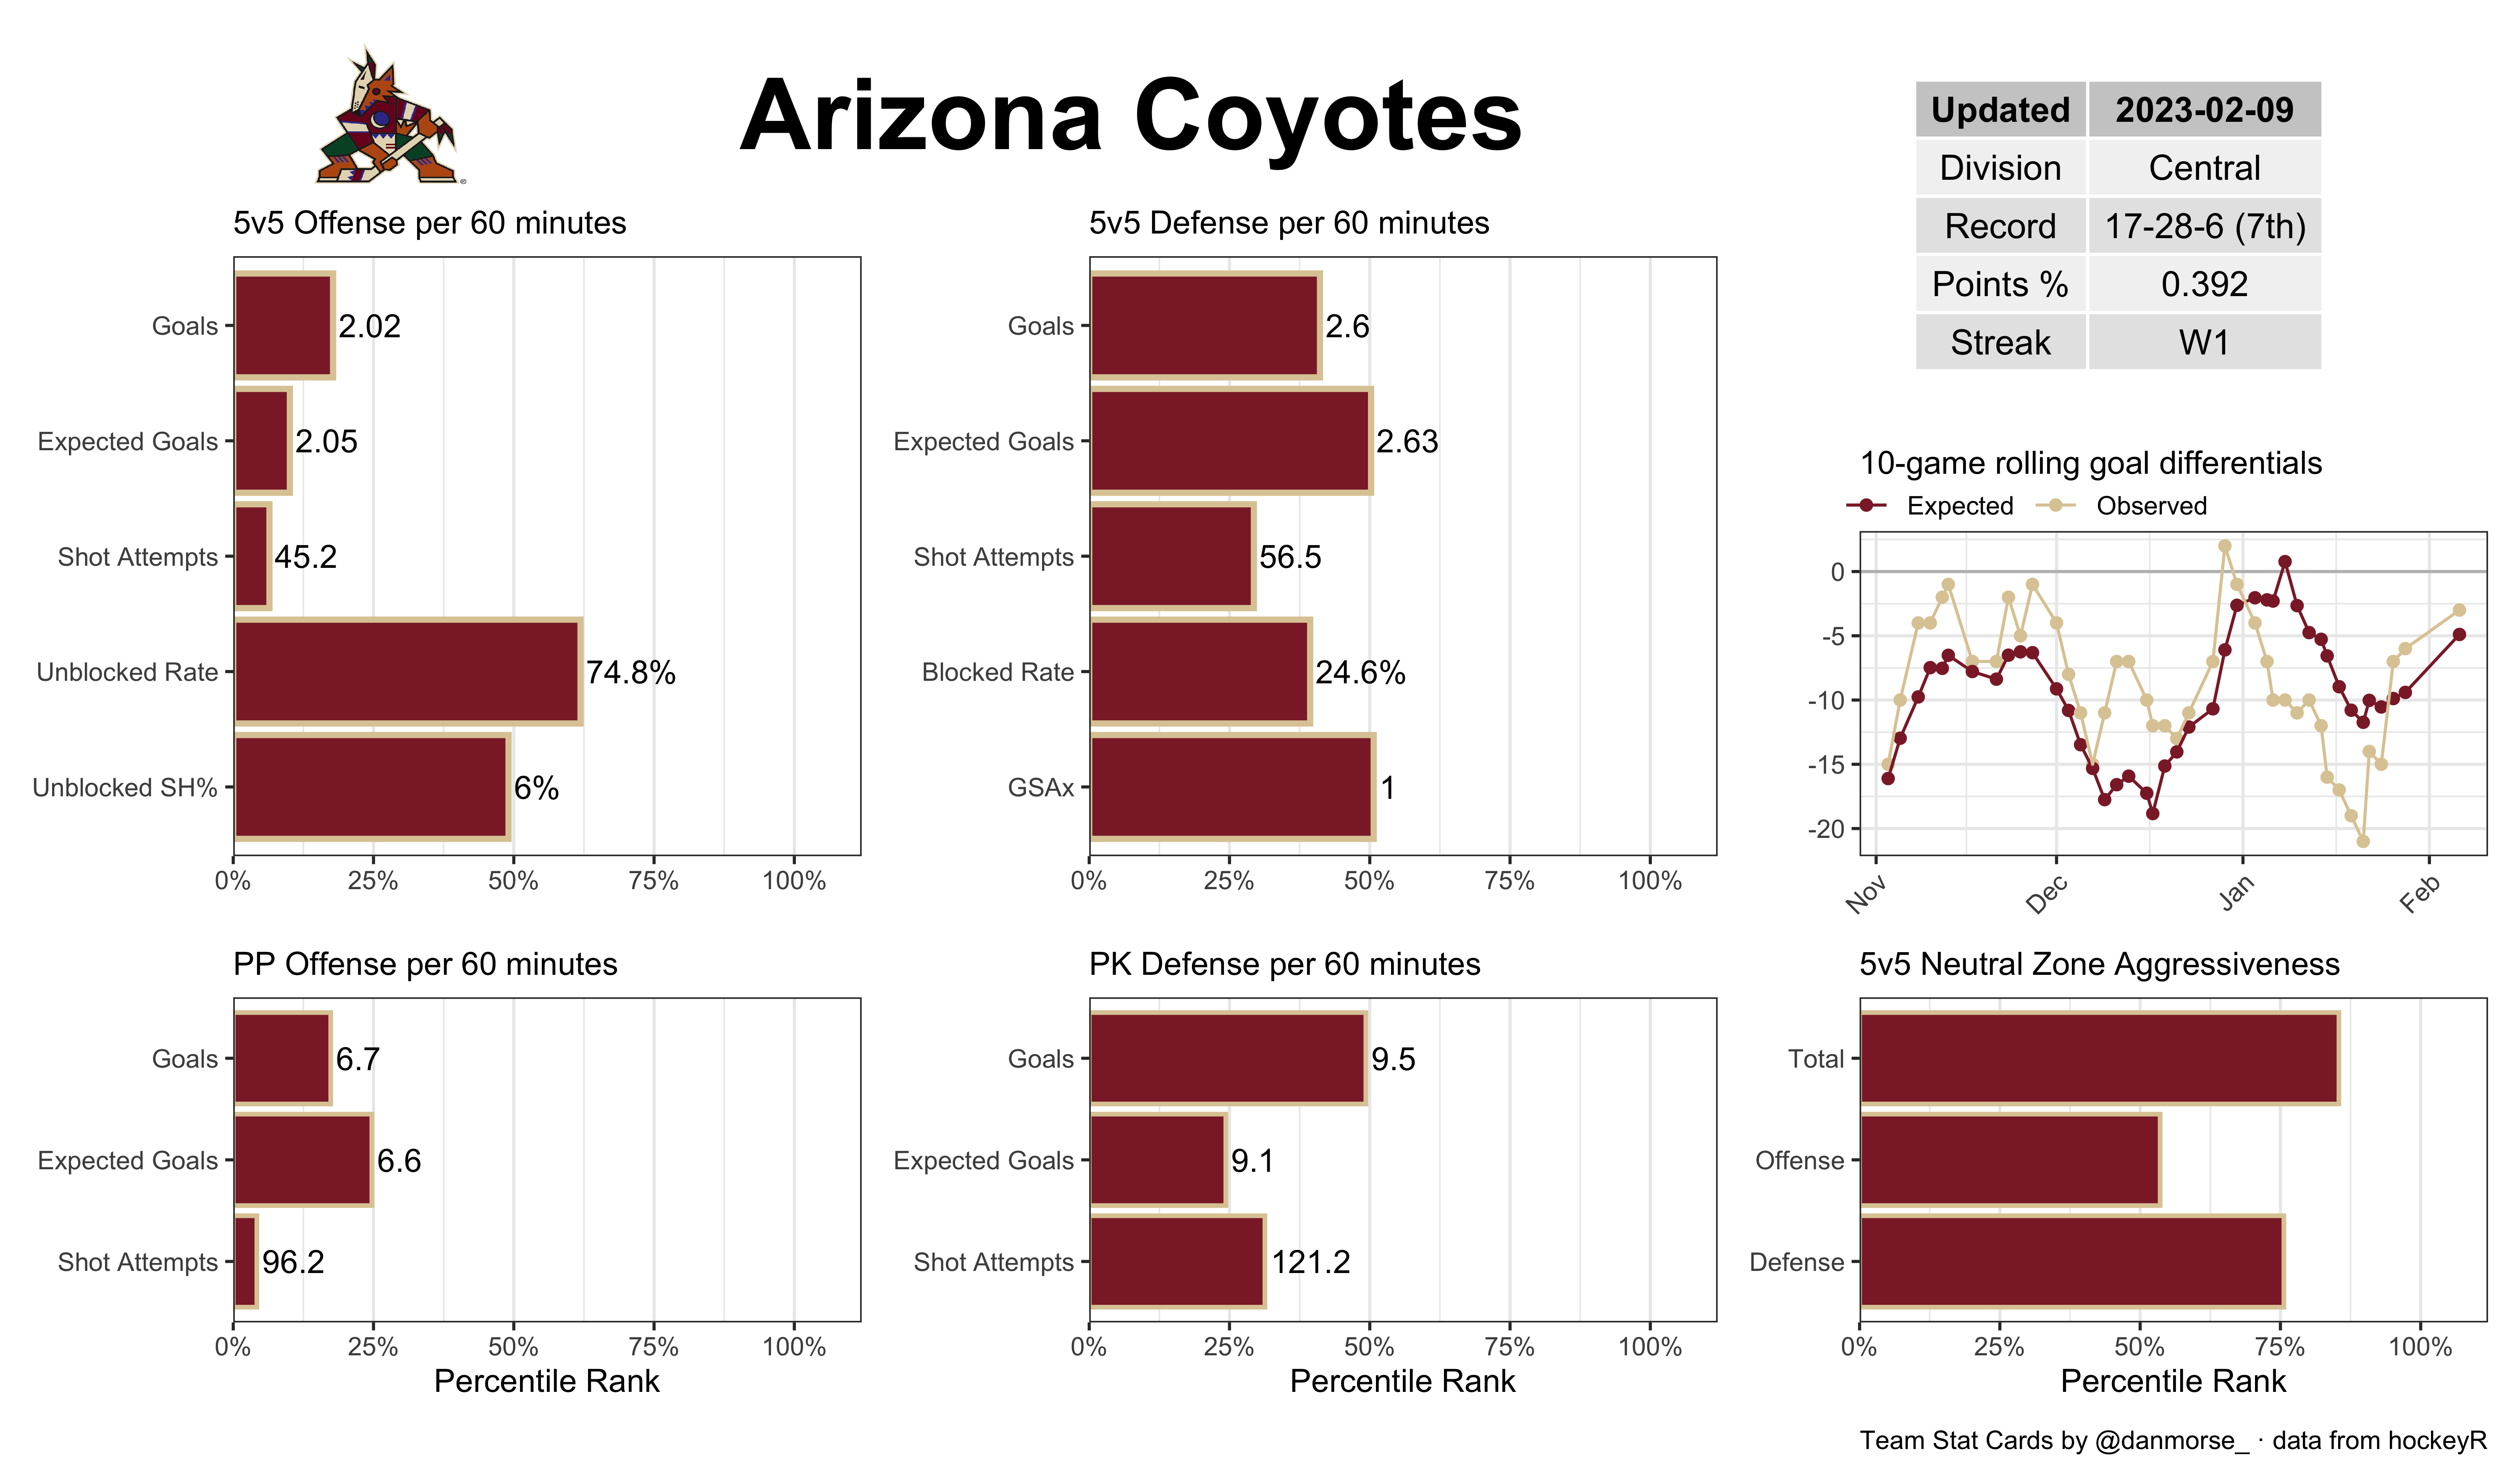 Arizona Coyotes
Updated 2023-02-09
Division Central
Record 17-28-6 (7th)
Points % 0.392
Streak W1
5v5 Offense per 60 minutes
Goals 2.02
Expected Goals 2.05
Shot Attempts 45.2
Unblocked Rate 74.8%
Unblocked SH% 6%
0% 25% 50% 75% 100%
5v5 Defense per 60 minutes
Goals 2.6
Expected Goals 2.63
Shot Attempts 56.5
Blocked Rate 24.6%
GSAx 1
0% 25% 50% 75% 100%
10-game rolling goal differentials
Expected Observed
0
-5
-10
-15
-20
Nov Dec Jan Feb
PP Offense per 60 minutes
Goals 6.7
Expected Goals 6.6
Shot Attempts 96.2
0% 25% 50% 75% 100%
Percentile Rank
PK Defense per 60 minutes
Goals 9.5
Expected Goals 9.1
Shot Attempts 121.2
0% 25% 50% 75% 100%
Percentile Rank
5v5 Neutral Zone Aggressiveness
Total
Offense
Defense
0% 25% 50% 75% 100%
Percentile Rank
Team Stat Cards by @danmorse_ · data from hockeyR